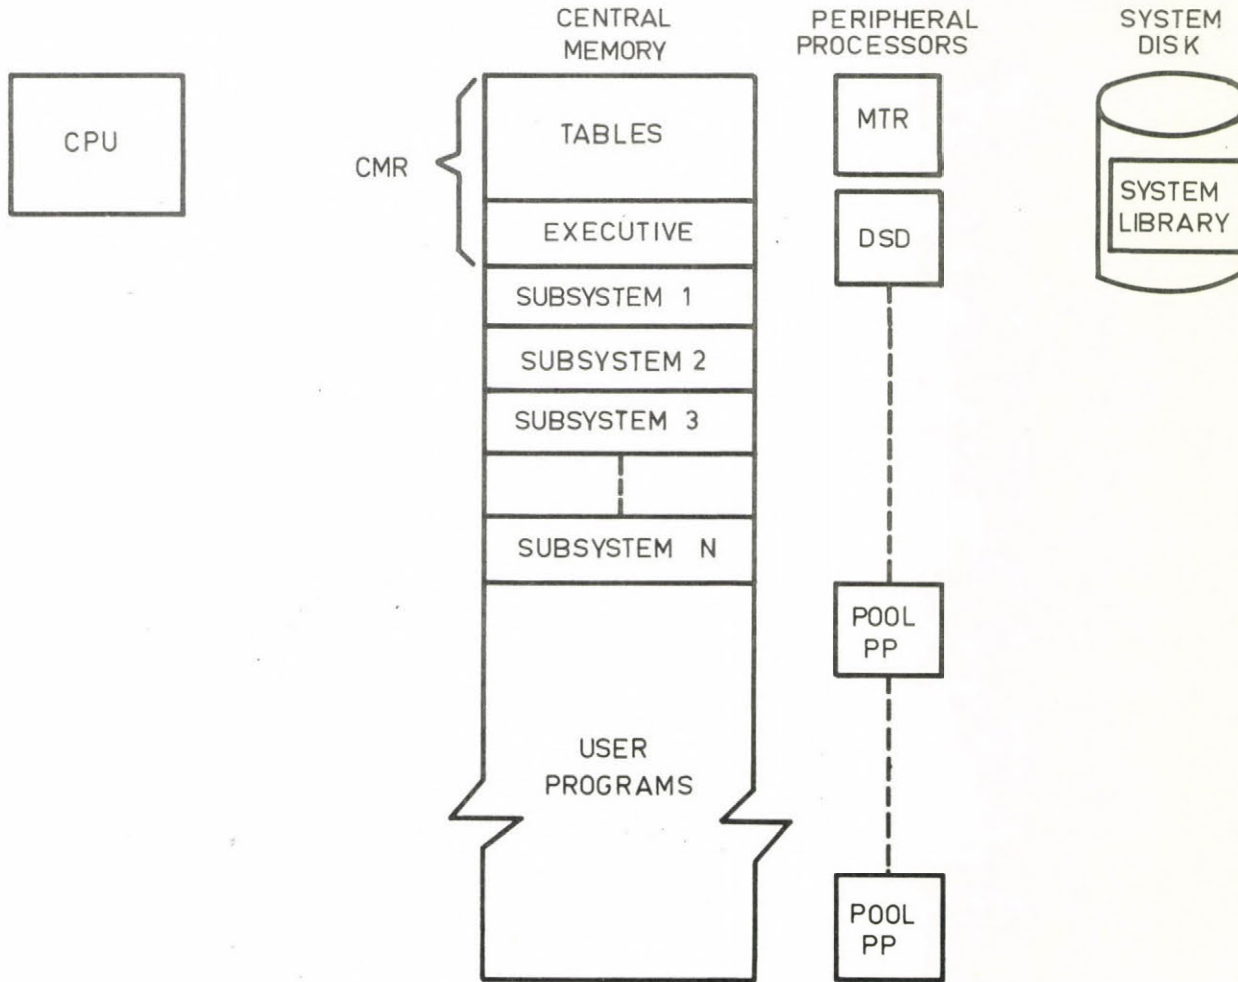 CENTRAL
MEMORY
PERIPHERAL
PROCESSORS
SYSTEM
DISK
CPU
CMR
TABLES
EXECUTIVE
SUBSYSTEM 1
SUBSYSTEM 2
SUBSYSTEM 3
SUBSYSTEM N
USER
PROGRAMS
MTR
DSD
POOL
PP
POOL
PP
SYSTEM
LIBRARY